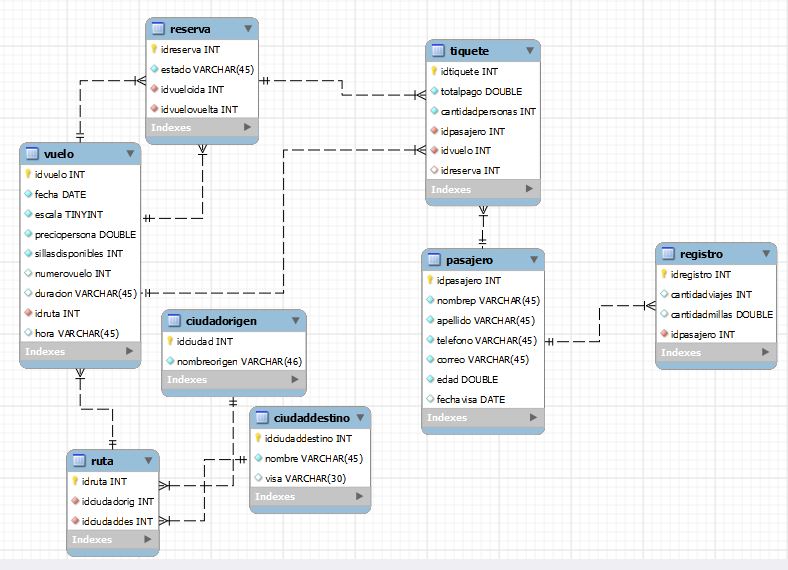 reserva
idreserva INT
estado VARCHAR(45)
idvueloida INT
idvuelovuelta INT
Indexes
tiquete
idtiquete INT
totalpago DOUBLE
cantidadpersonas INT
idpasajero INT
idvuelo INT
idreserva INT
Indexes
vuelo
idvuelo INT
fecha DATE
escala TINYINT
preciopersona DOUBLE
sillasdisponibles INT
numerovuelo INT
duracion VARCHAR(45)
idruta INT
hora VARCHAR(45)
Indexes
pasajero
idpasajero INT
nombrep VARCHAR(45)
apellido VARCHAR(45)
telefono VARCHAR(45)
correo VARCHAR(45)
edad DOUBLE
fechavisa DATE
Indexes
registro
idregistro INT
cantidadviajes INT
cantidadmillas DOUBLE
idpasajero INT
Indexes
ciudadorigen
idciudad INT
nombreorigen VARCHAR(46)
Indexes
ciudaddestino
idciudaddestino INT
nombre VARCHAR(45)
visa VARCHAR(30)
Indexes
ruta
idruta INT
idciudadorig INT
idciudaddes INT
Indexes